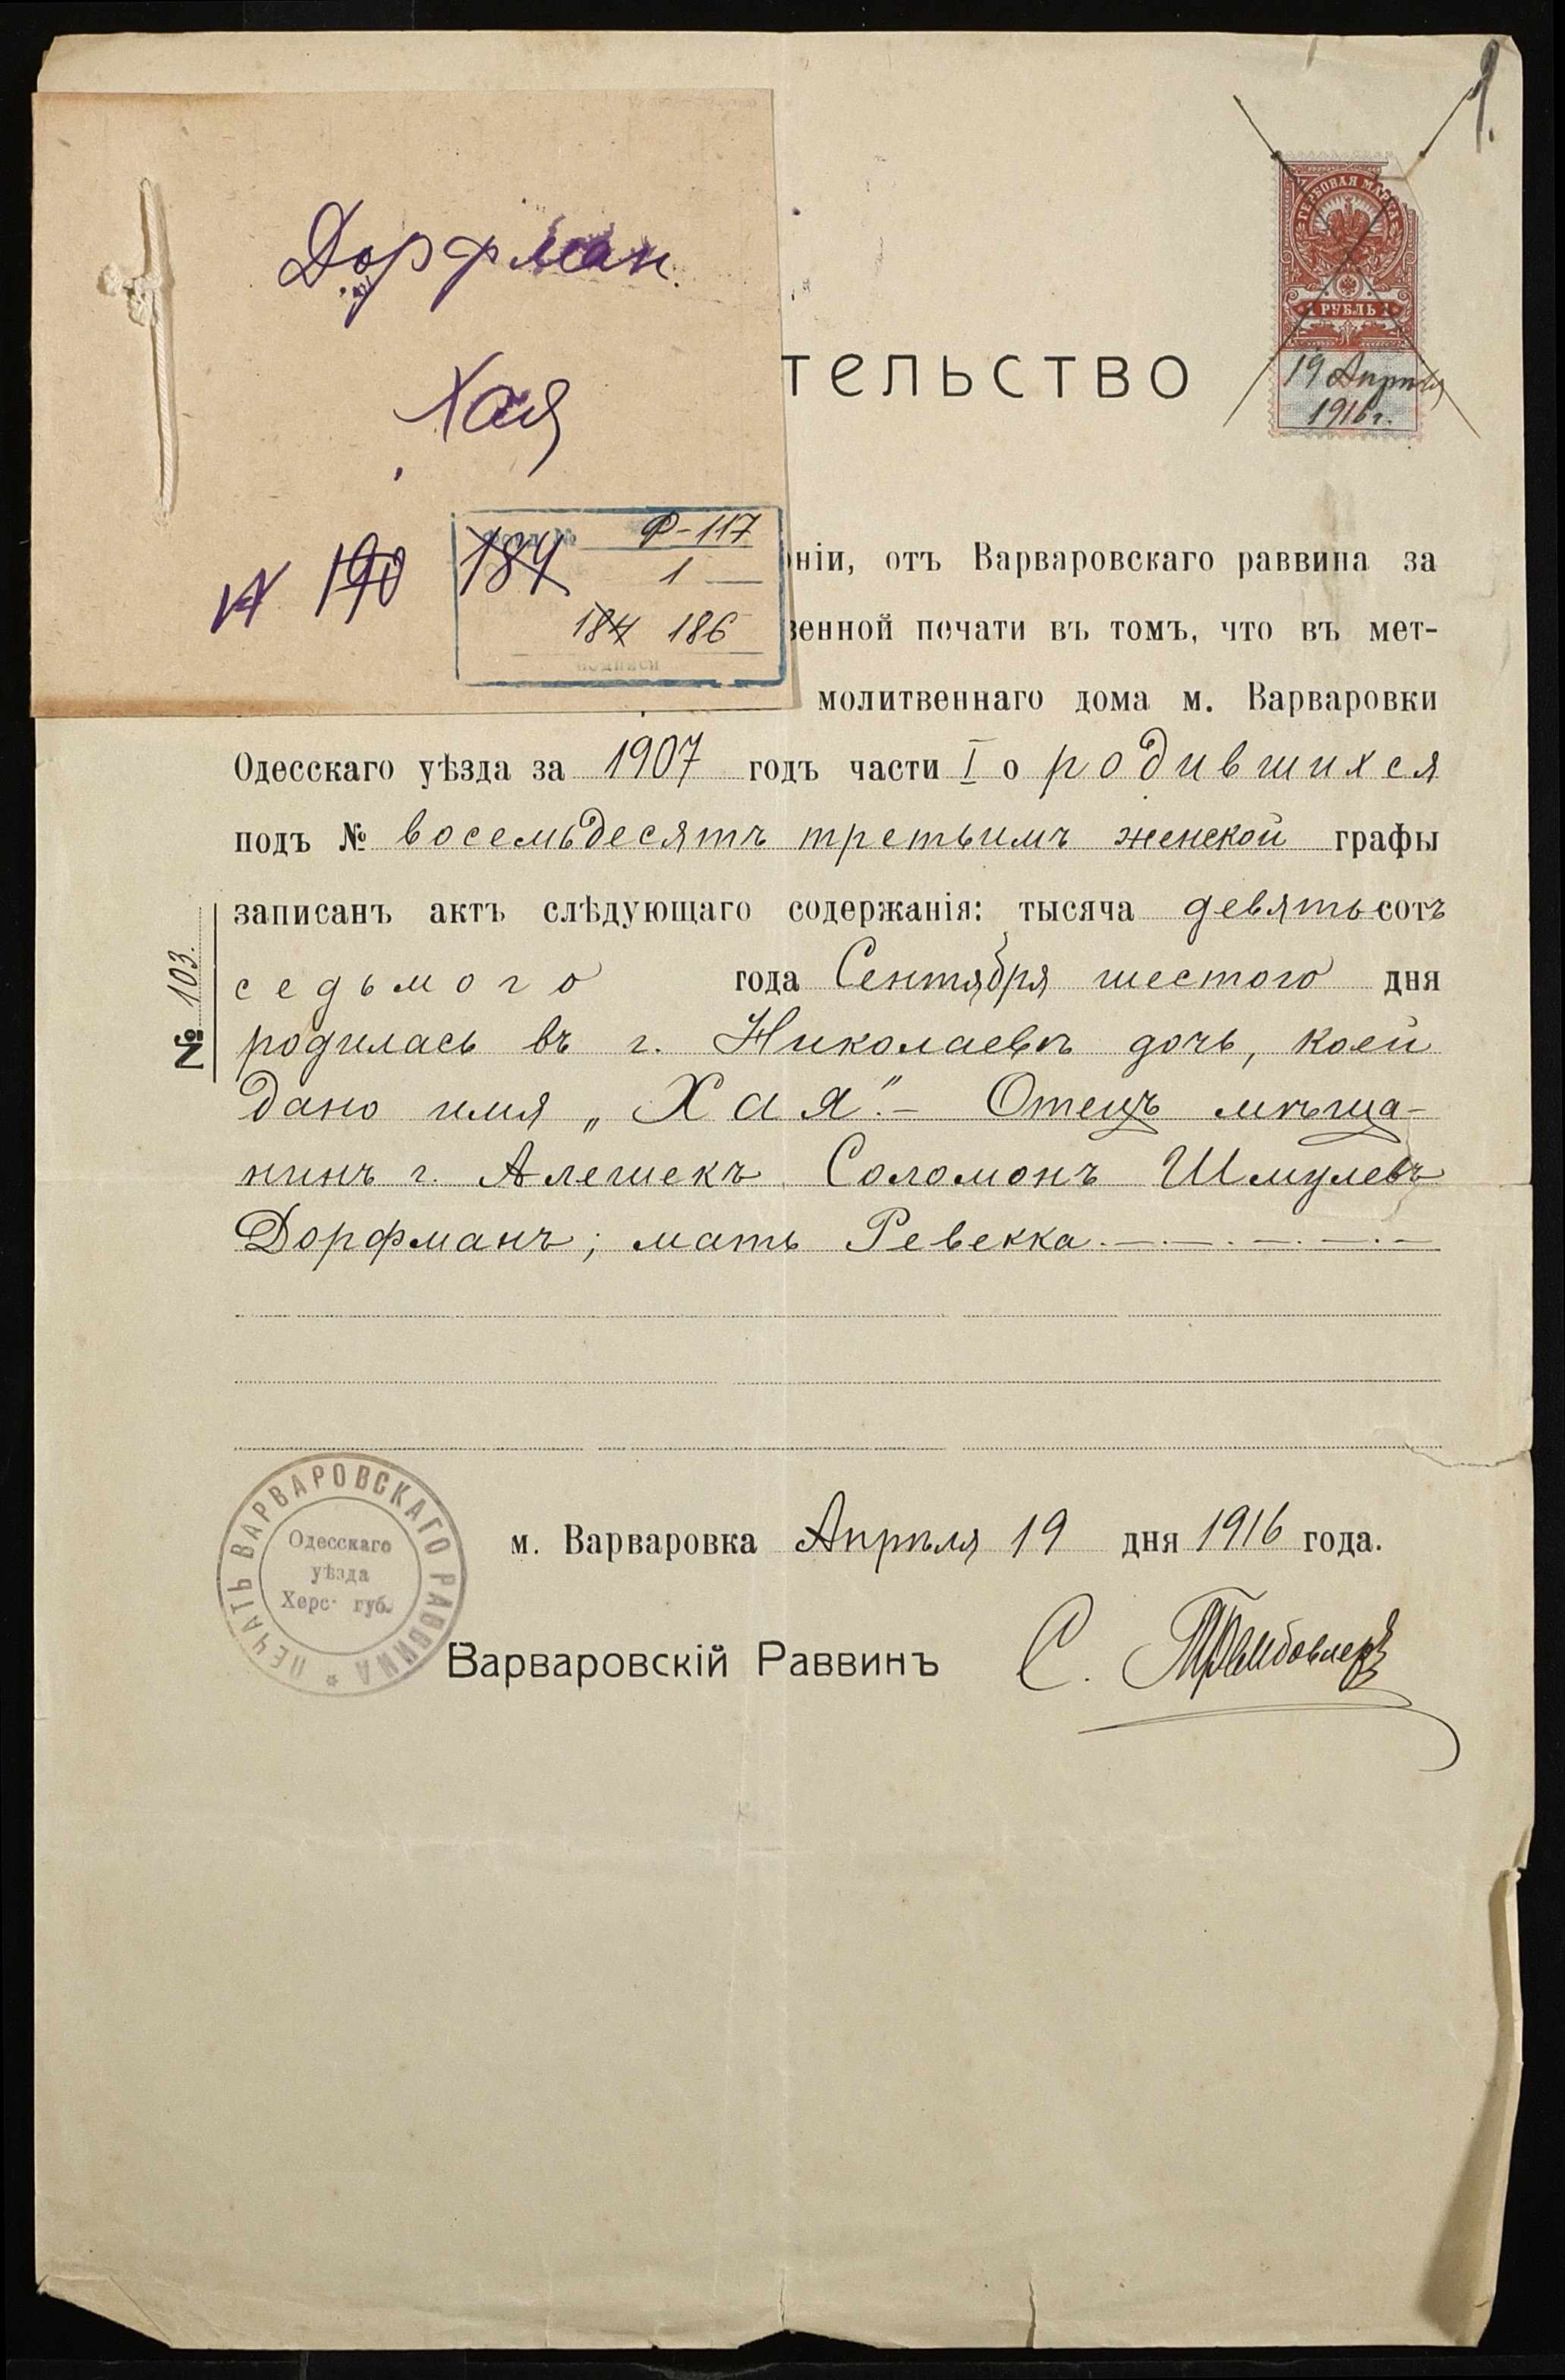 1.
Дорфман
Хая
№ 190
184
Ф-117
1
184 186
подписи
ГЕРБОВАЯ МАРКА
1 РУБЛЬ 1
19 Апрѣля
1916 г.
тельство
ніи, отъ Варваровскаго раввина за
венной печати въ томъ, что въ мет-
молитвеннаго дома м. Варваровки
Одесскаго уѣзда за 1907 годъ части I о родившихся
подъ № восемьдесятъ третьимъ женской графы
записанъ актъ слѣдующаго содержанія: тысяча девятьсотъ
седьмого года Сентября шестого дня
№ 103.
родилась въ г. Николаевѣ дочь, коей
дано имя „Хая".- Отецъ мѣща-
нинъ г. Алешекъ Соломонъ Шмулевъ
Дорфманъ; мать Ревекка.
ПЕЧАТЬ ВАРВАРОВСКАГО РАВВИНА *
Одесскаго
уѣзда
Херс. губ.
м. Варваровка Апрѣля 19 дня 1916 года.
Варваровскій Раввинъ С.